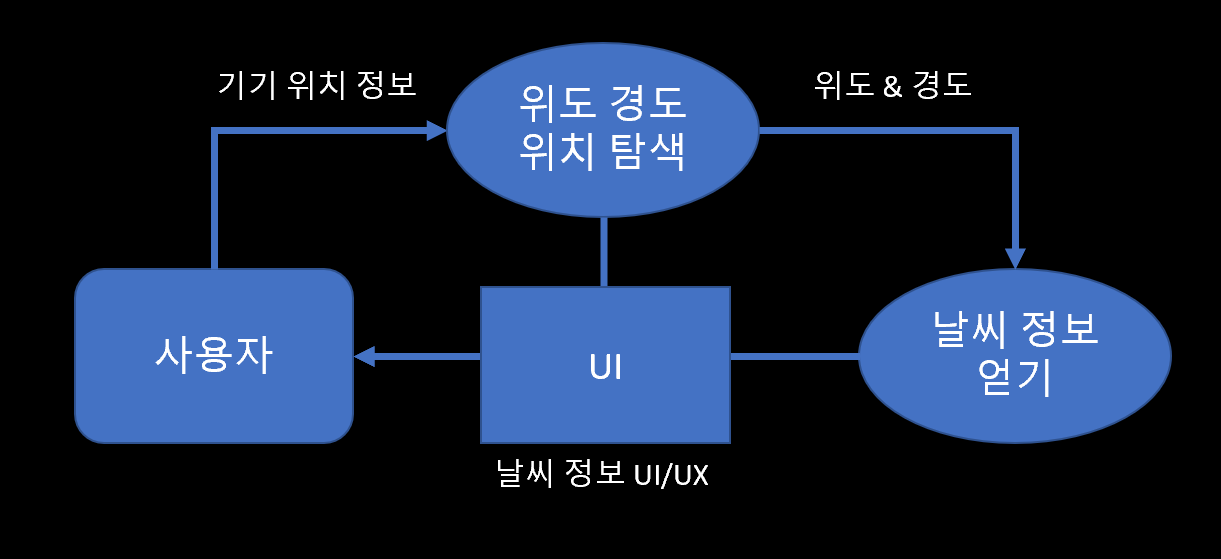 기기 위치 정보
위도 경도
위치 탐색
위도 & 경도
사용자
UI
날씨 정보
얻기
날씨 정보 UI/UX